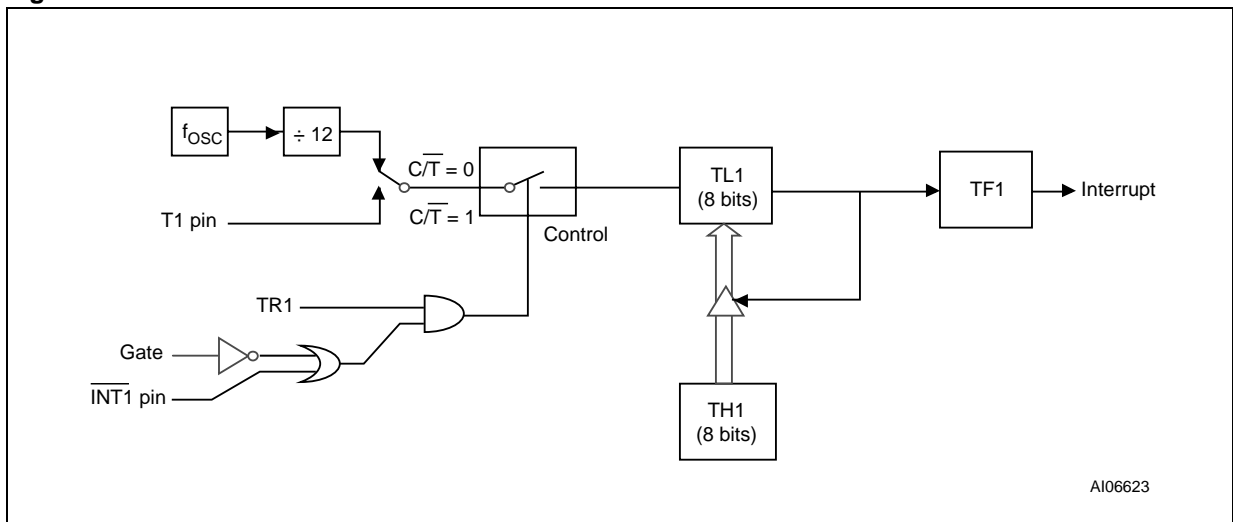 fOSC
÷ 12
C/T̅ = 0
T1 pin
C/T̅ = 1
Control
TL1
(8 bits)
TF1
Interrupt
TR1
Gate
I̅N̅T̅1̅ pin
TH1
(8 bits)
AI06623